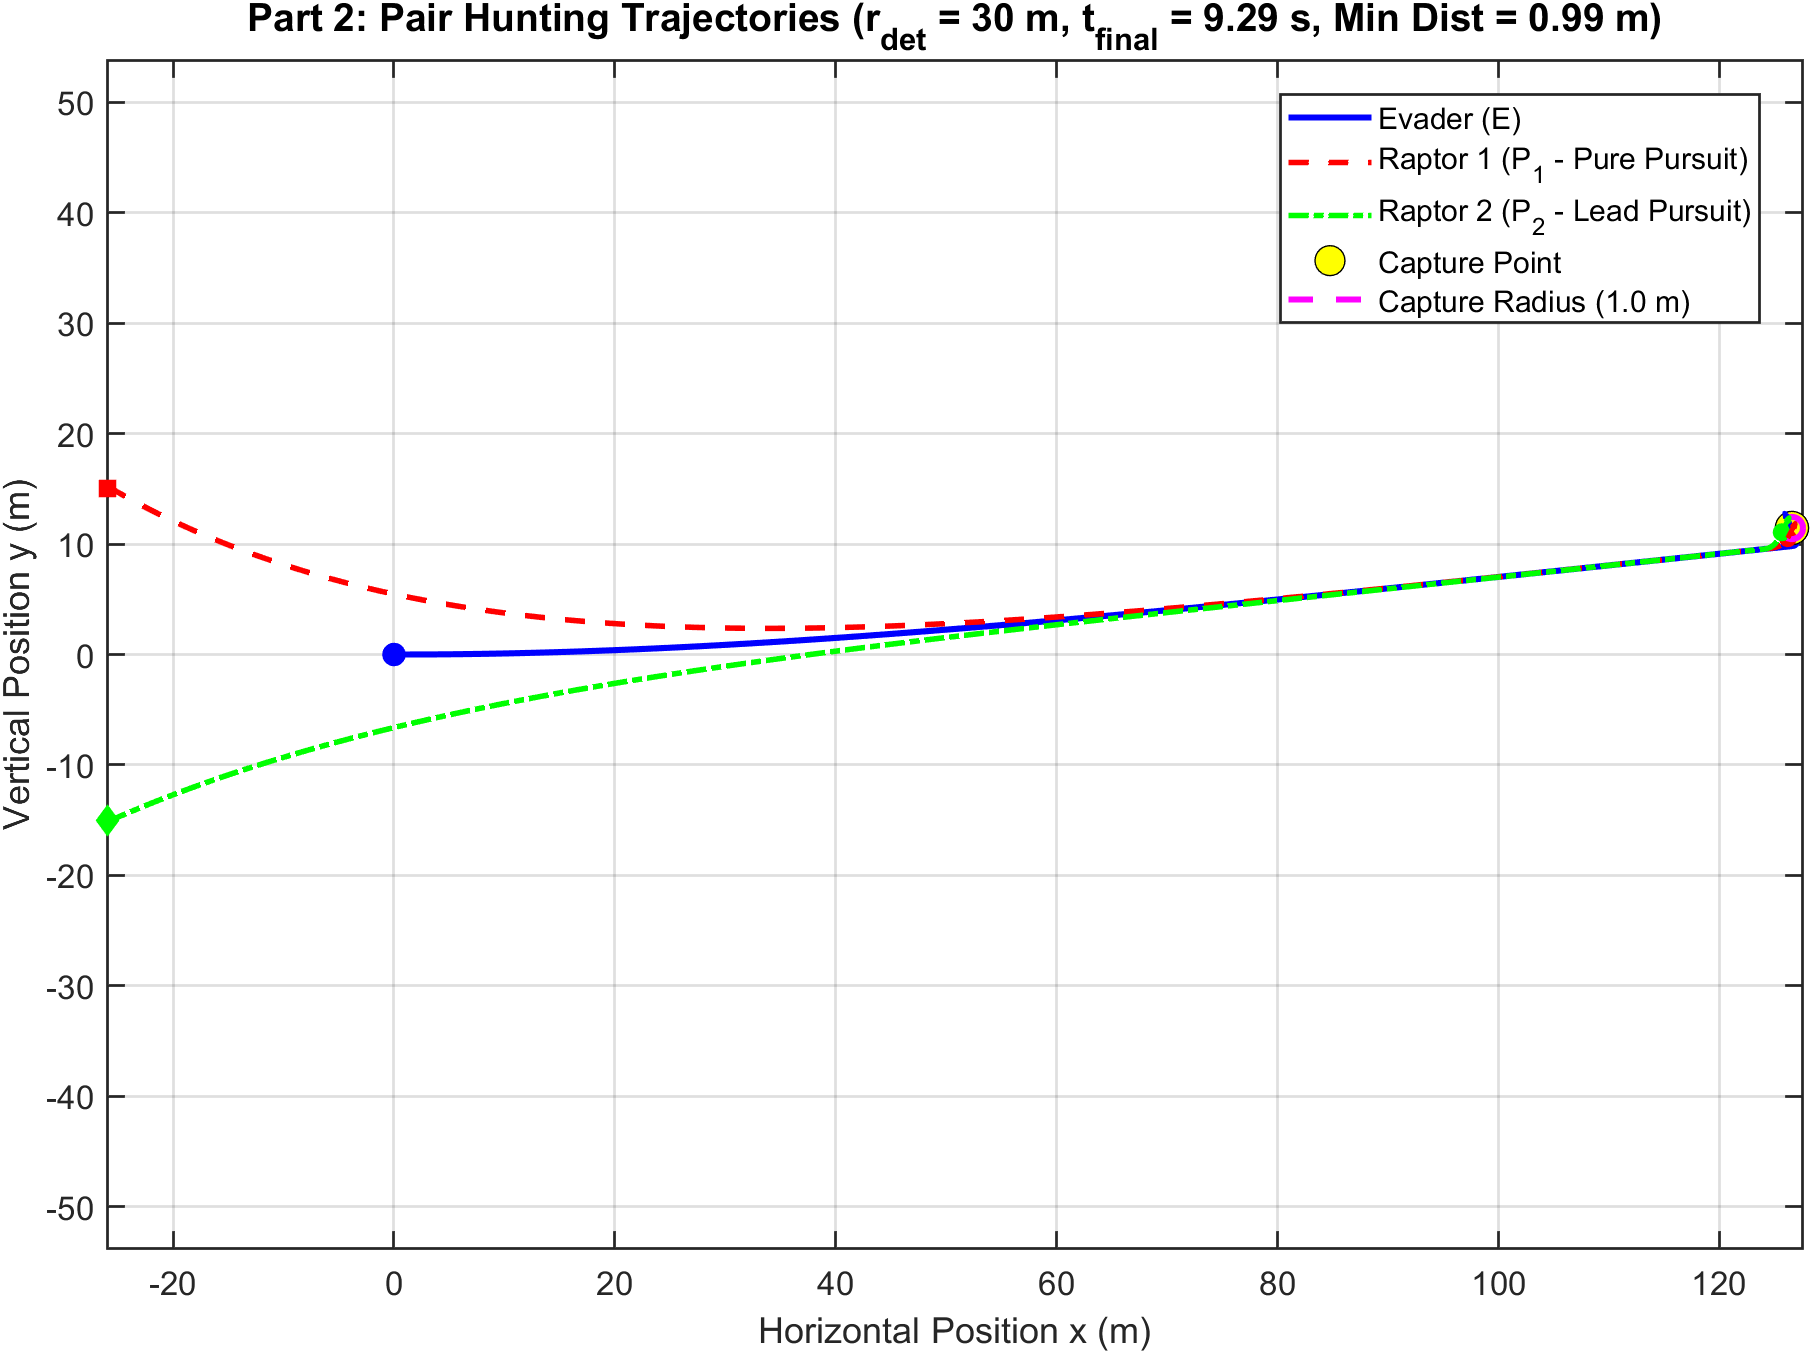 Part 2: Pair Hunting Trajectories (r_det = 30 m, t_final = 9.29 s, Min Dist = 0.99 m)
Evader (E)
Raptor 1 (P_1 - Pure Pursuit)
Raptor 2 (P_2 - Lead Pursuit)
Capture Point
Capture Radius (1.0 m)
Vertical Position y (m)
50
40
30
20
10
0
-10
-20
-30
-40
-50
-20 0 20 40 60 80 100 120
Horizontal Position x (m)